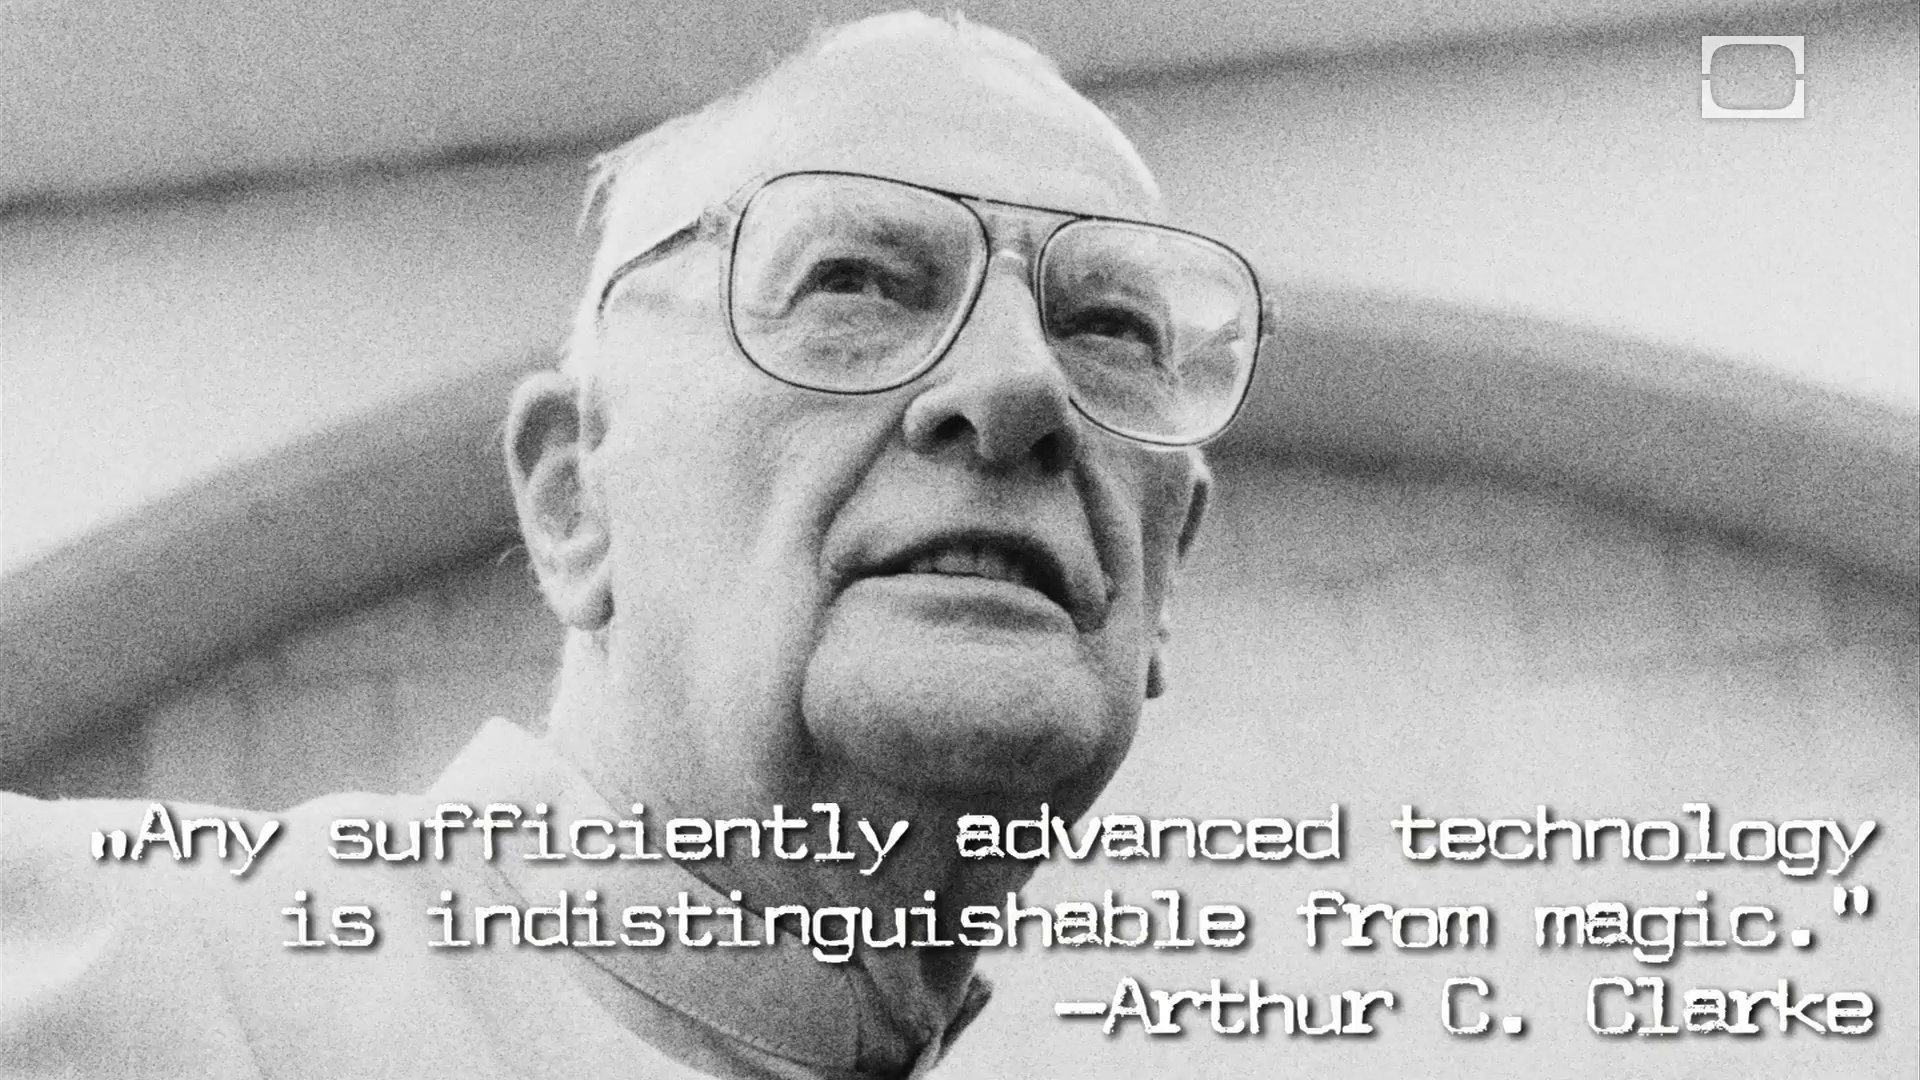 „Any sufficiently advanced technology
is indistinguishable from magic."
—Arthur C. Clarke